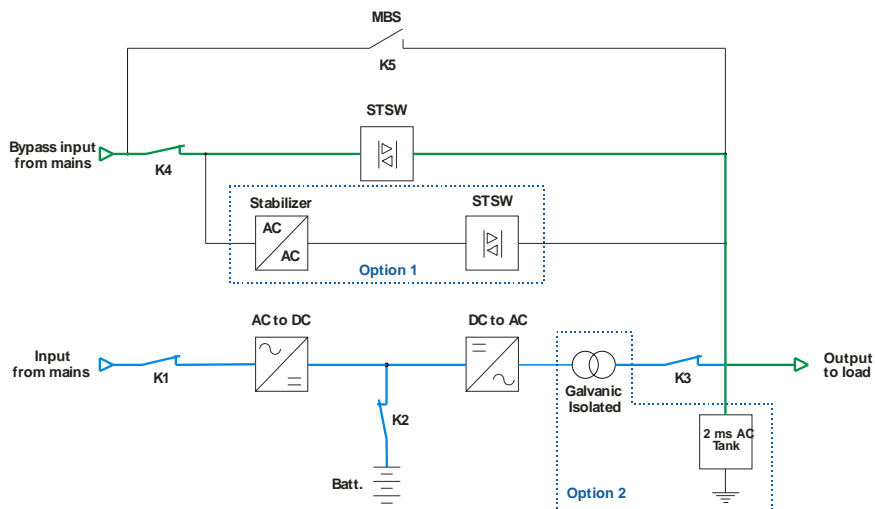 MBS
K5
STSW
Bypass input
from mains
K4
Stabilizer
STSW
AC
AC
Option 1
AC to DC
DC to AC
Input
from mains
K1
K3
Output
to load
Galvanic
Isolated
K2
2 ms AC
Tank
Batt.
Option 2